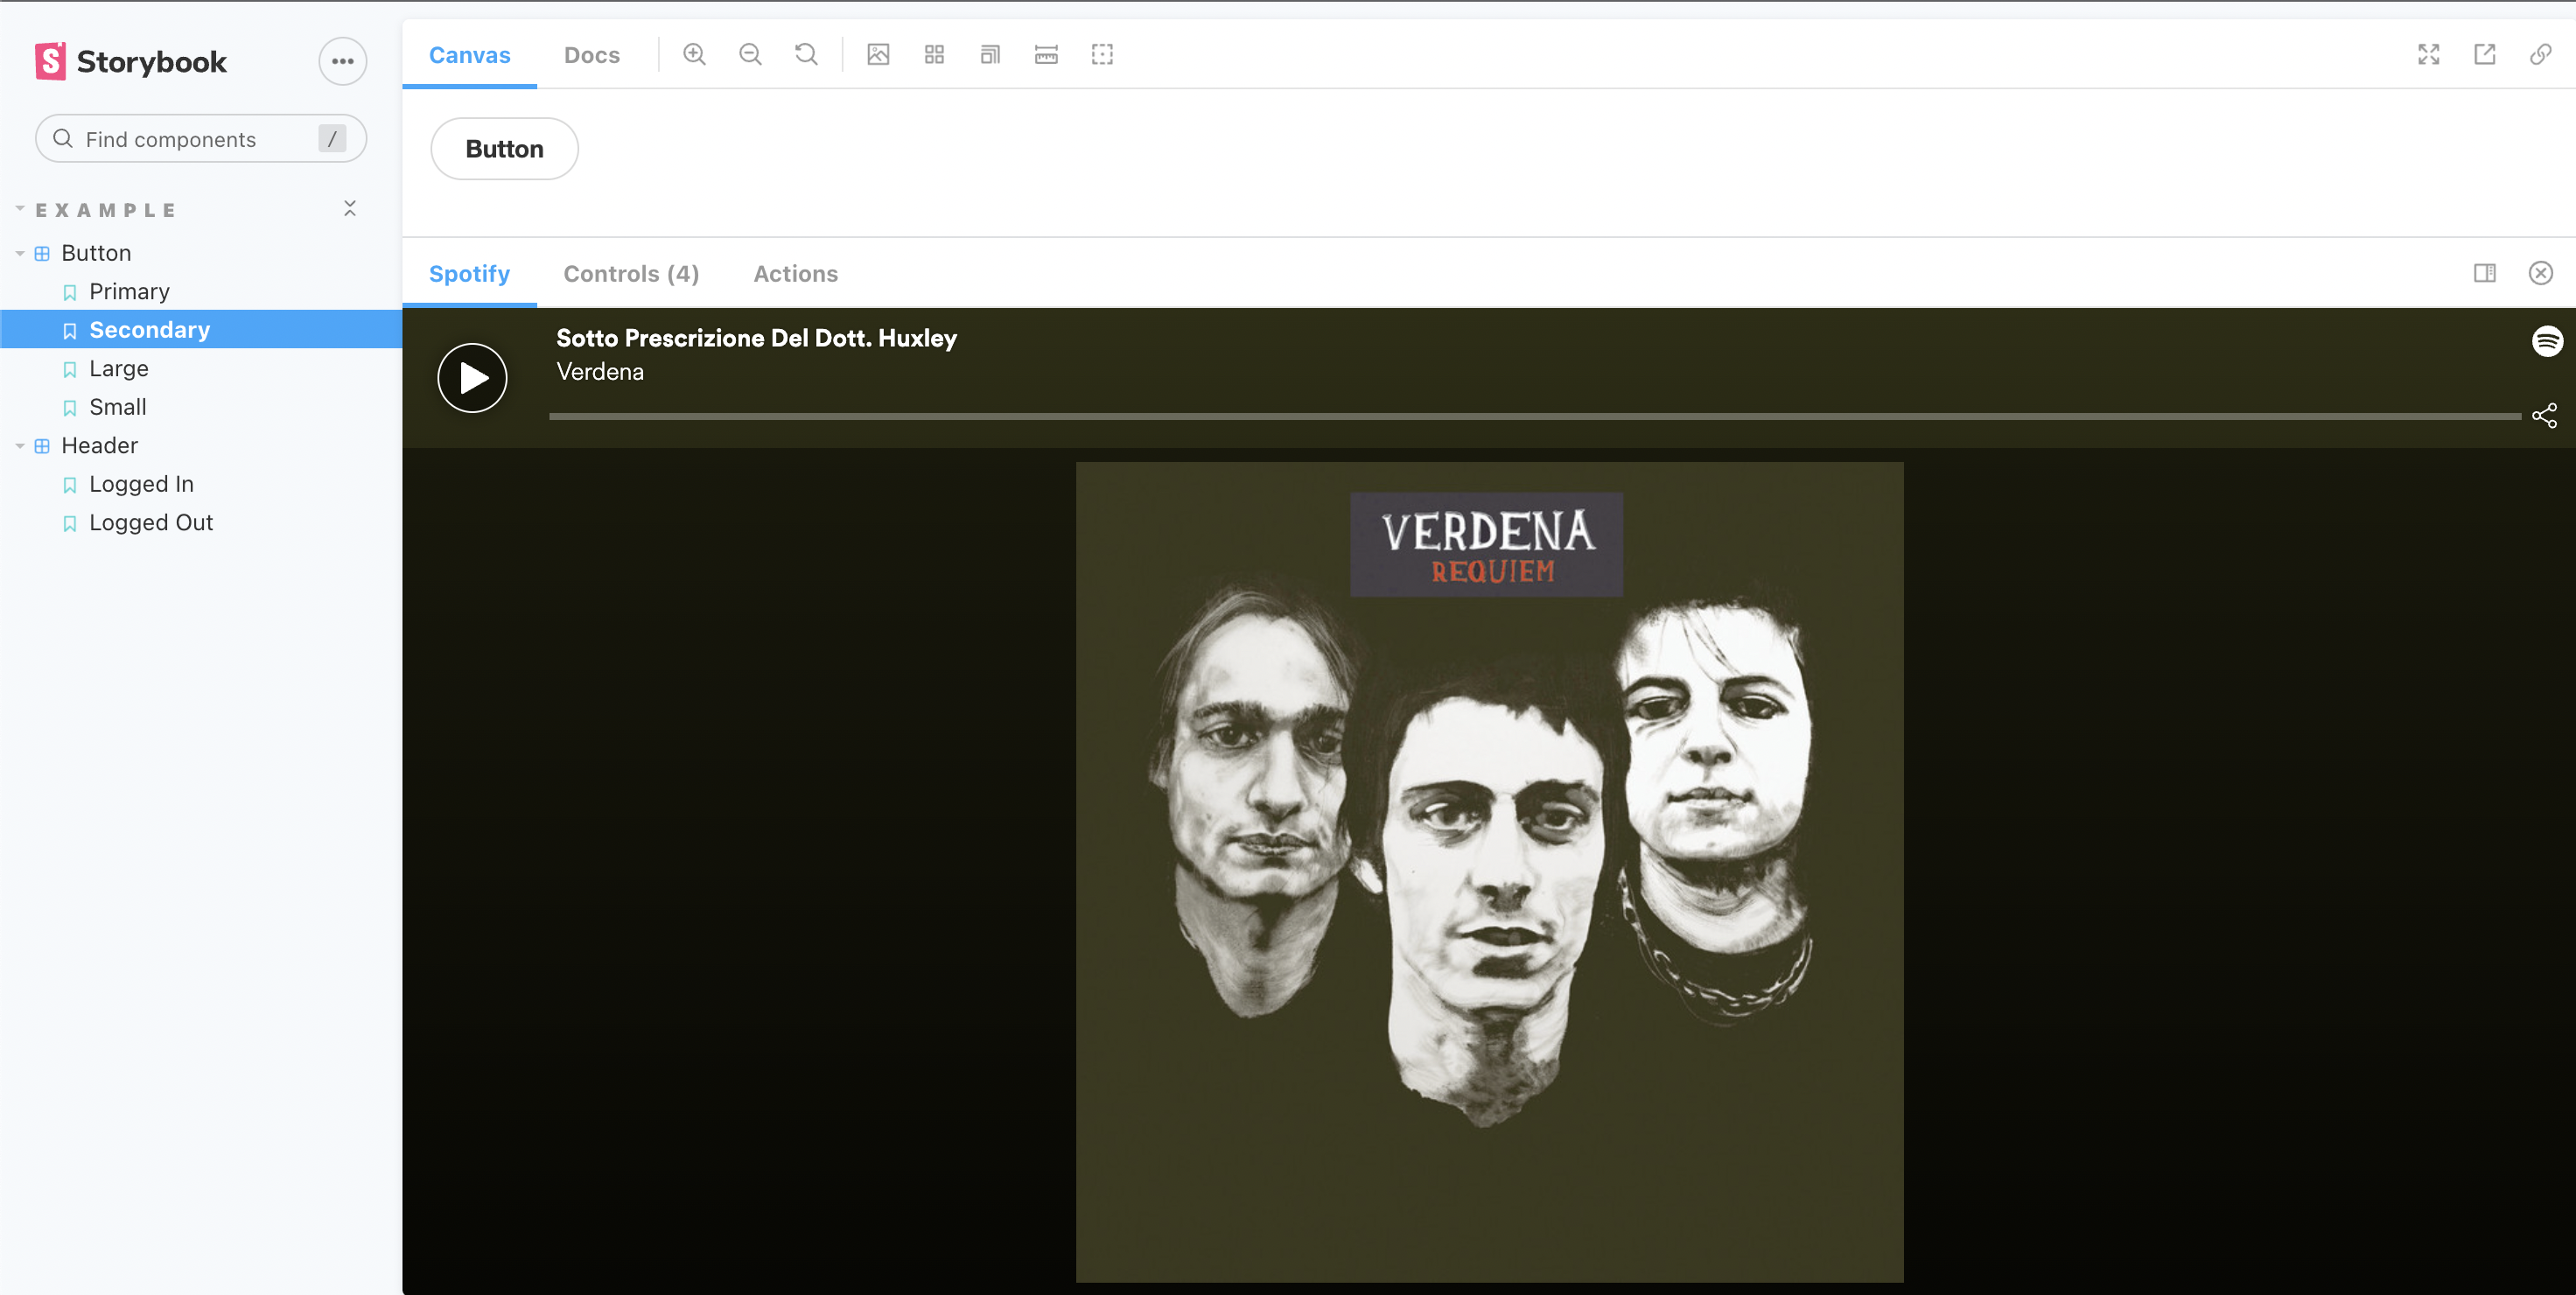 Storybook
Find components /
EXAMPLE
Button
Primary
Secondary
Large
Small
Header
Logged In
Logged Out
Canvas Docs
Button
Spotify Controls (4) Actions
Sotto Prescrizione Del Dott. Huxley
Verdena
VERDENA
REQUIEM